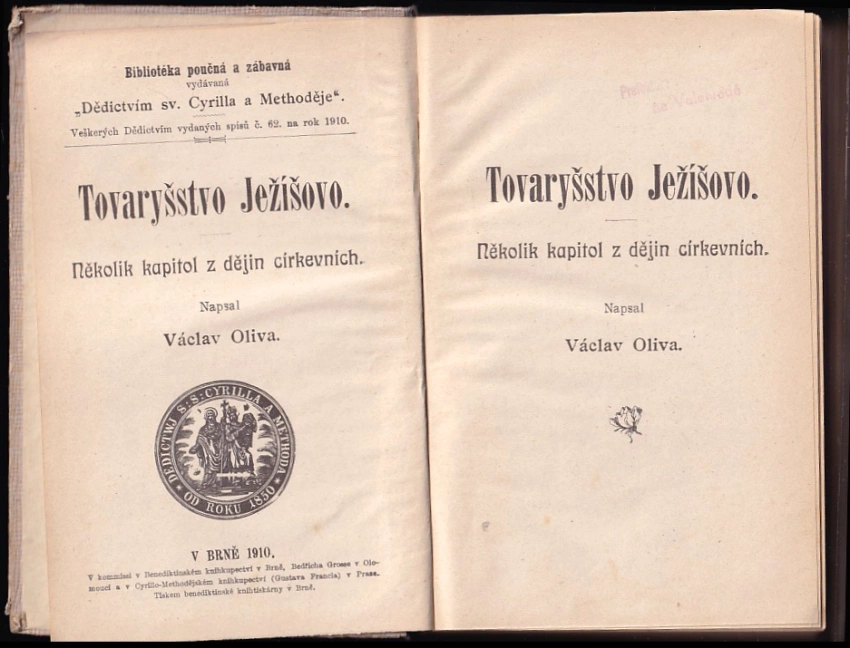 Bibliotéka poučná a zábavná
vydávaná
„Dědictvím sv. Cyrilla a Methoděje“.
Veškerých Dědictvím vydaných spisů č. 62. na rok 1910.
Tovaryšstvo Ježíšovo.
Několik kapitol z dějin církevních.
Napsal
Václav Oliva.
DĚDICTWJ S: S: CYRILLA A METHODA
OD ROKU 1850
V BRNĚ 1910.
V kommissi v Benediktinském knihkupectví v Brně, Bedřicha Grosse v Olo-
mouci a v Cyrillo-Methodějském knihkupectví (Gustava Francla) v Praze.
Tiskem benediktinské knihtiskárny v Brně.
Tovaryšstvo Ježíšovo.
Několik kapitol z dějin církevních.
Napsal
Václav Oliva.